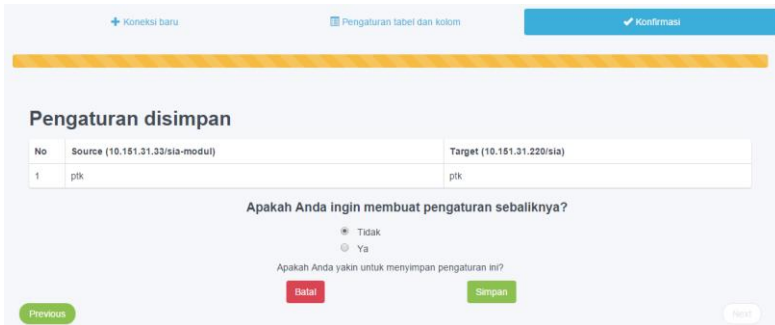 Koneksi baru
Pengaturan tabel dan kolom
Konfirmasi
Pengaturan disimpan
No Source (10.151.31.33/sia-modul) Target (10.151.31.220/sia)
1 ptk ptk
Apakah Anda ingin membuat pengaturan sebaliknya?
Tidak
Ya
Apakah Anda yakin untuk menyimpan pengaturan ini?
Batal Simpan
Previous Next